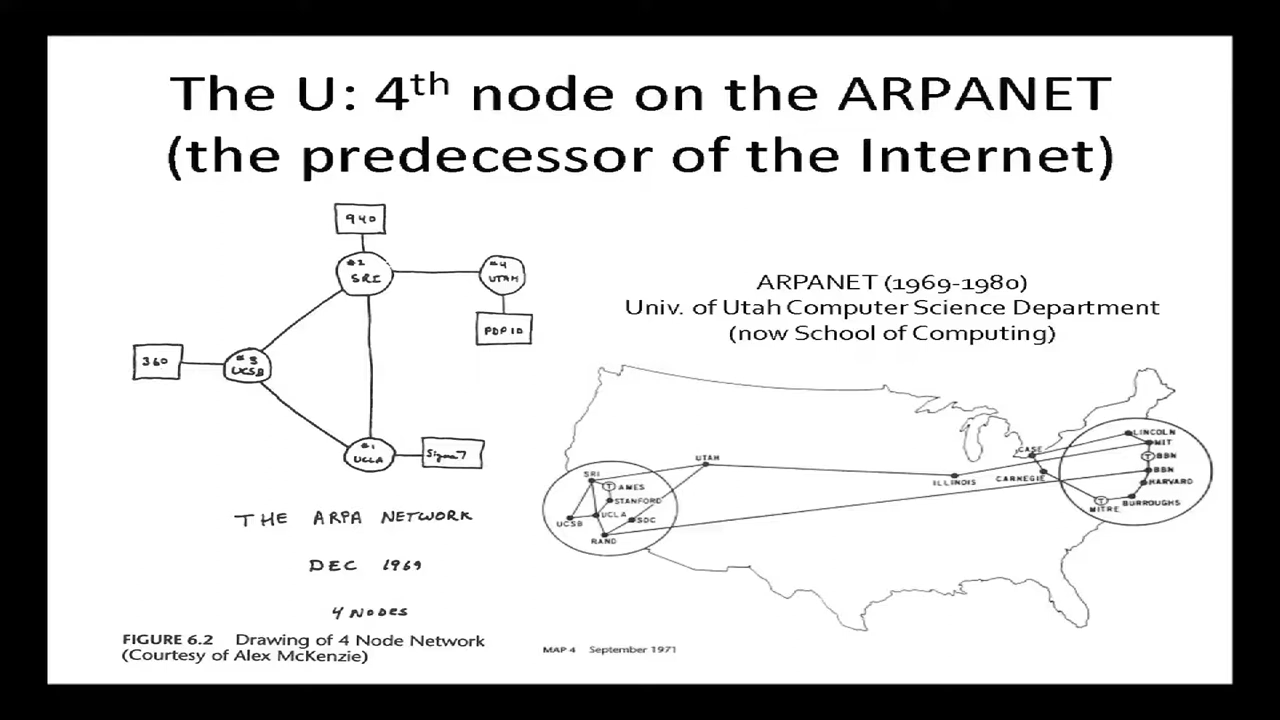 The U: 4th node on the ARPANET
(the predecessor of the Internet)
940
#2
SRI
#4
UTAH
PDP10
360
#3
UCSB
#1
UCLA
Sigma 7
THE ARPA NETWORK
DEC 1969
4 NODES
FIGURE 6.2 Drawing of 4 Node Network
(Courtesy of Alex McKenzie)
ARPANET (1969-1980)
Univ. of Utah Computer Science Department
(now School of Computing)
SRI
T AMES
STANFORD
UCSB
UCLA
SDC
RAND
UTAH
ILLINOIS
CASE
CARNEGIE
LINCOLN
MIT
T BBN
BBN
HARVARD
BURROUGHS
T
MITRE
MAP 4 September 1971